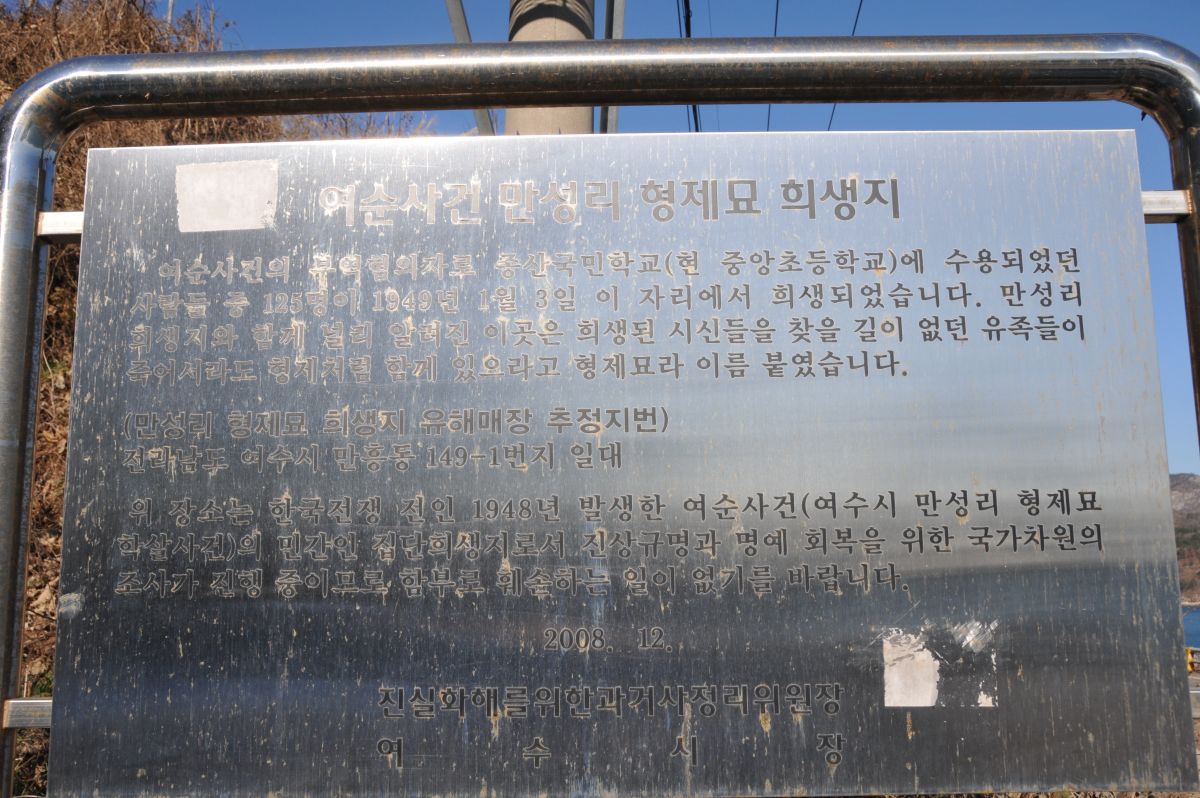 여순사건 만성리 형제묘 희생지
여순사건의 부역혐의자로 종산국민학교(현 중앙초등학교)에 수용되었던
사람들 중 125명이 1949년 1월 3일 이 자리에서 희생되었습니다. 만성리
희생지와 함께 널리 알려진 이곳은 희생된 시신들을 찾을 길이 없던 유족들이
죽어서라도 형제처럼 함께 있으라고 형제묘라 이름 붙였습니다.
(만성리 형제묘 희생지 유해매장 추정지번)
전라남도 여수시 만흥동 149-1번지 일대
위 장소는 한국전쟁 전인 1948년 발생한 여순사건(여수시 만성리 형제묘
학살사건)의 민간인 집단희생지로서 진상규명과 명예 회복을 위한 국가차원의
조사가 진행 중이므로 함부로 훼손하는 일이 없기를 바랍니다.
2008. 12.
진실화해를위한과거사정리위원장
여 수 시 장